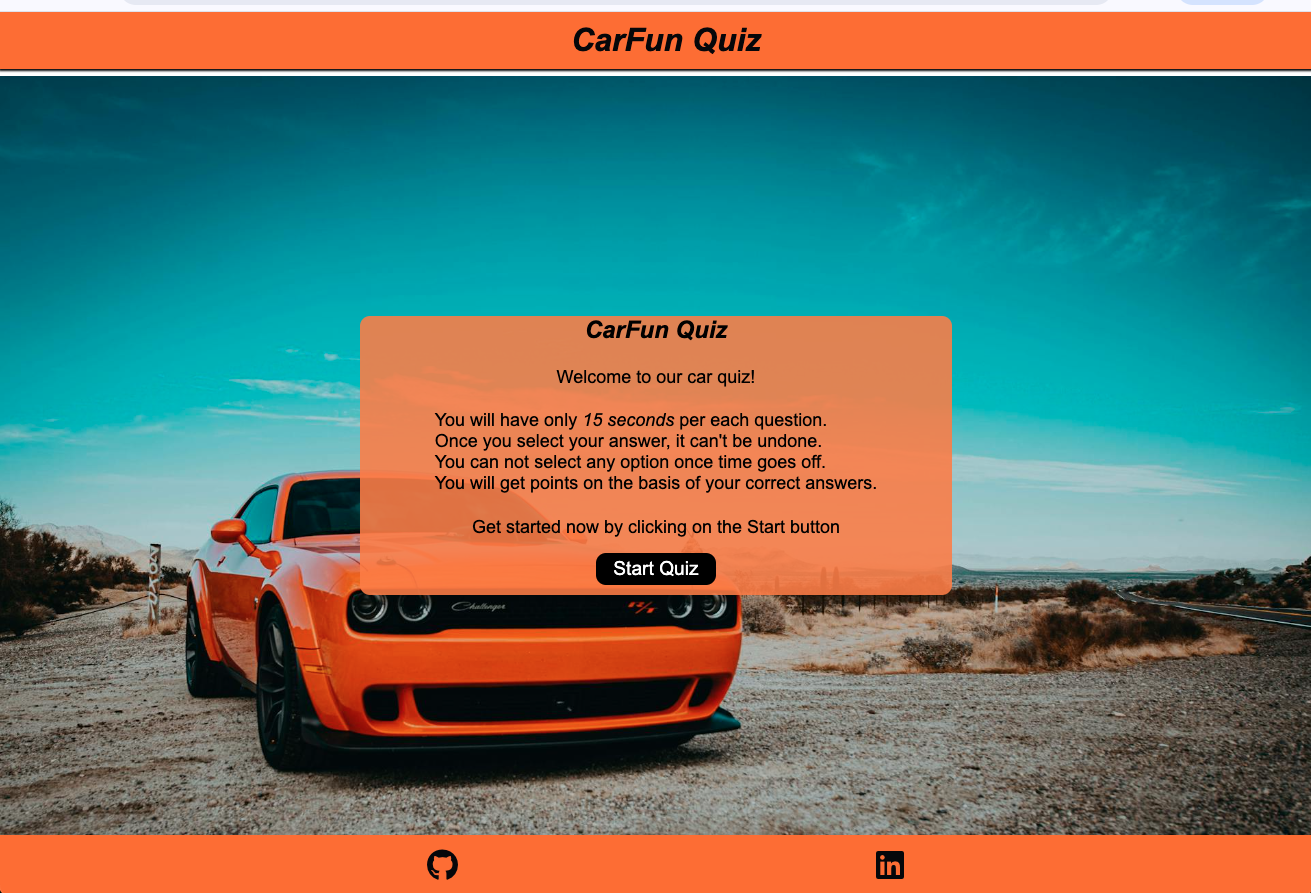 CarFun Quiz
CarFun Quiz
Welcome to our car quiz!
You will have only 15 seconds per each question.
Once you select your answer, it can't be undone.
You can not select any option once time goes off.
You will get points on the basis of your correct answers.
Get started now by clicking on the Start button
Start Quiz
Challenger R/T
in